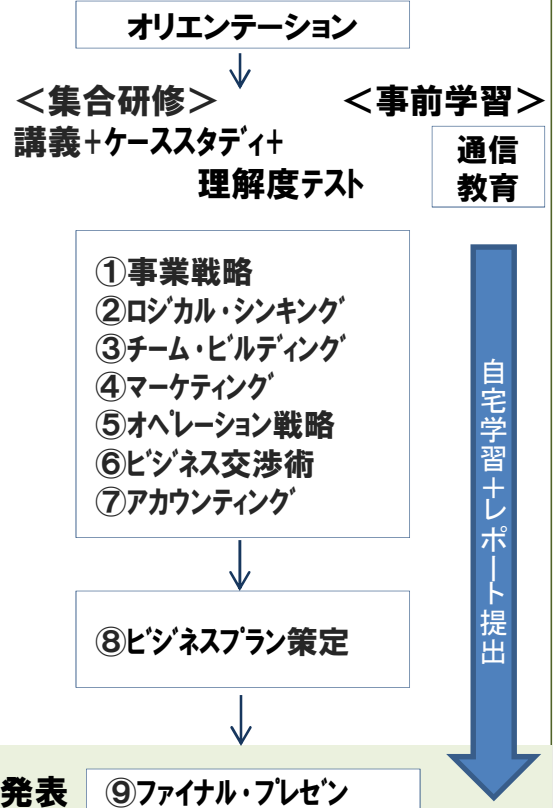 オリエンテーション
＜集合研修＞
講義+ケーススタディ+
理解度テスト
＜事前学習＞
通信
教育
①事業戦略
②ロジカル・シンキング
③チーム・ビルディング
④マーケティング
⑤オペレーション戦略
⑥ビジネス交渉術
⑦アカウンティング
⑧ビジネスプラン策定
自宅学習＋レポート提出
発表
⑨ファイナル・プレゼン